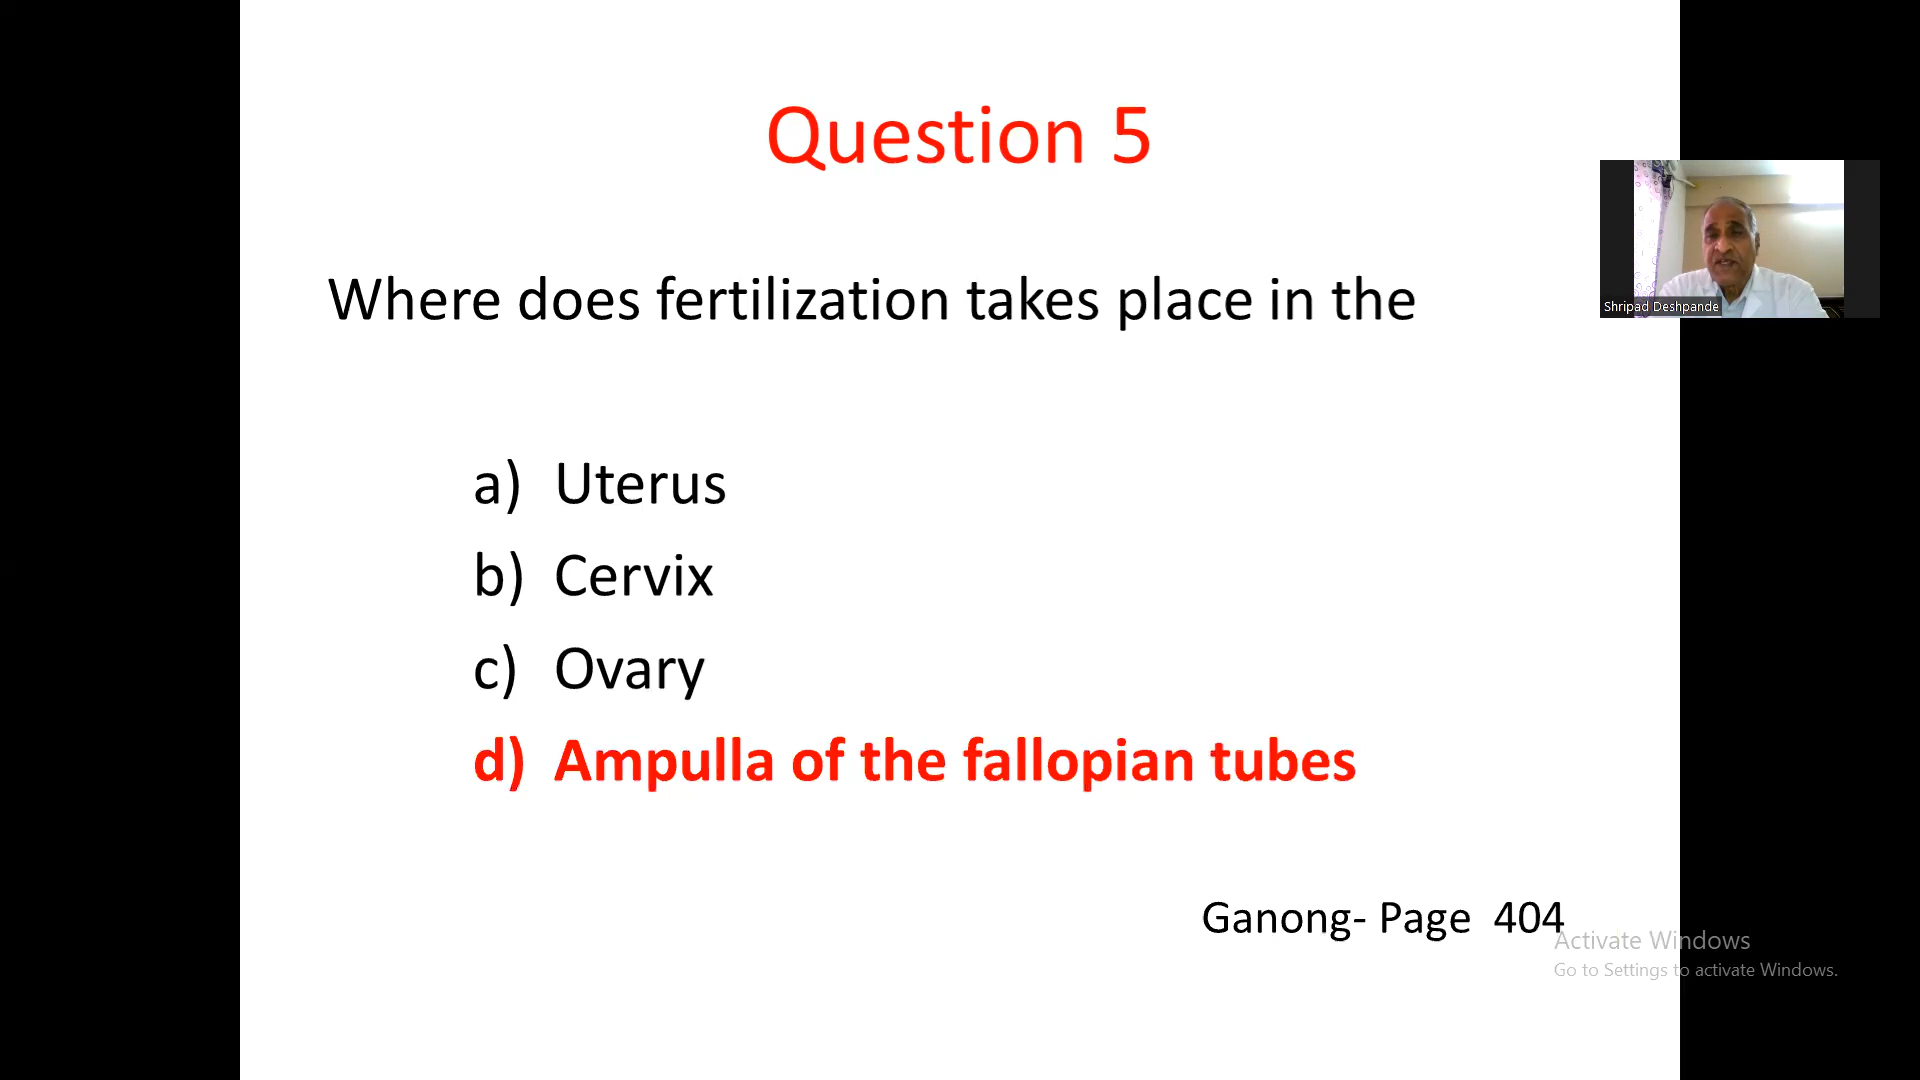 Question 5
Where does fertilization takes place in the
a) Uterus
b) Cervix
c) Ovary
d) Ampulla of the fallopian tubes
Ganong- Page 404
Shripad Deshpande
Activate Windows
Go to Settings to activate Windows.